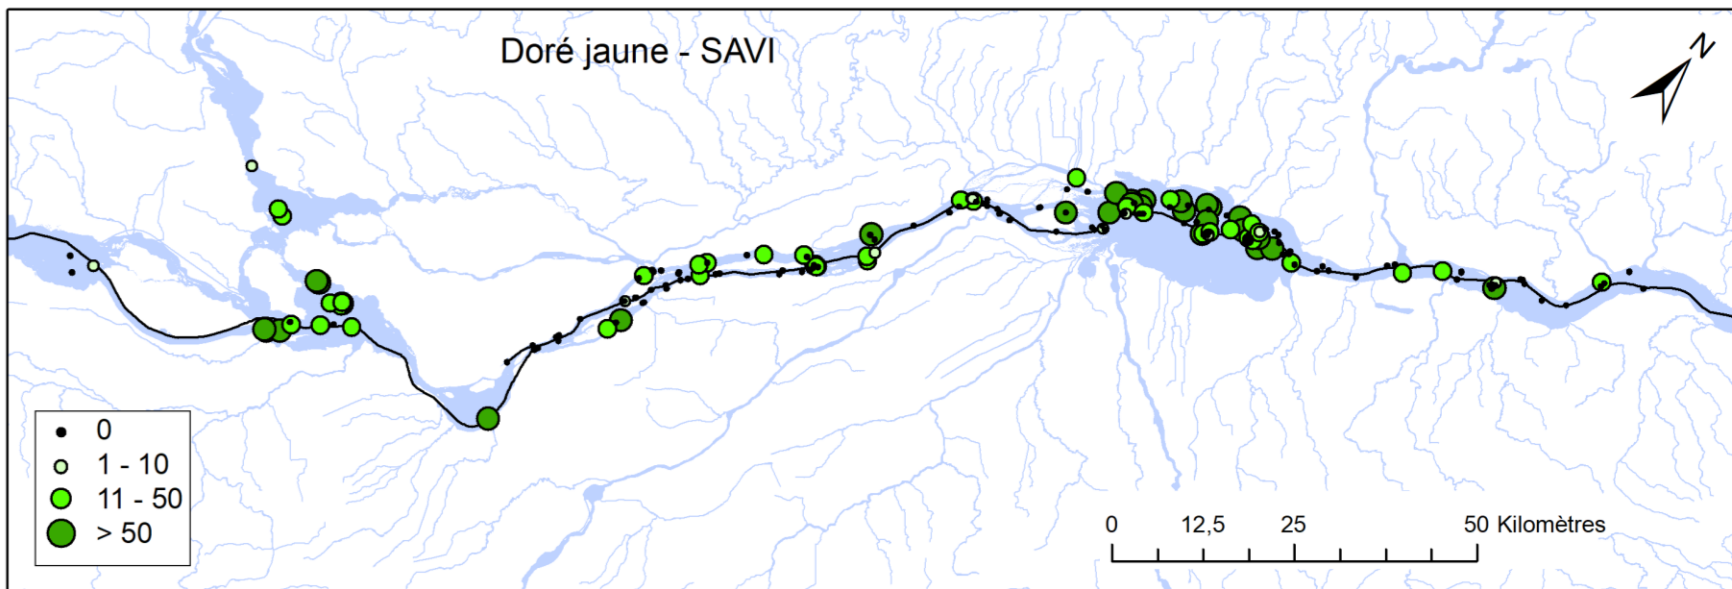 Doré jaune - SAVI
N
0
1 - 10
11 - 50
> 50
0 12,5 25 50 Kilomètres